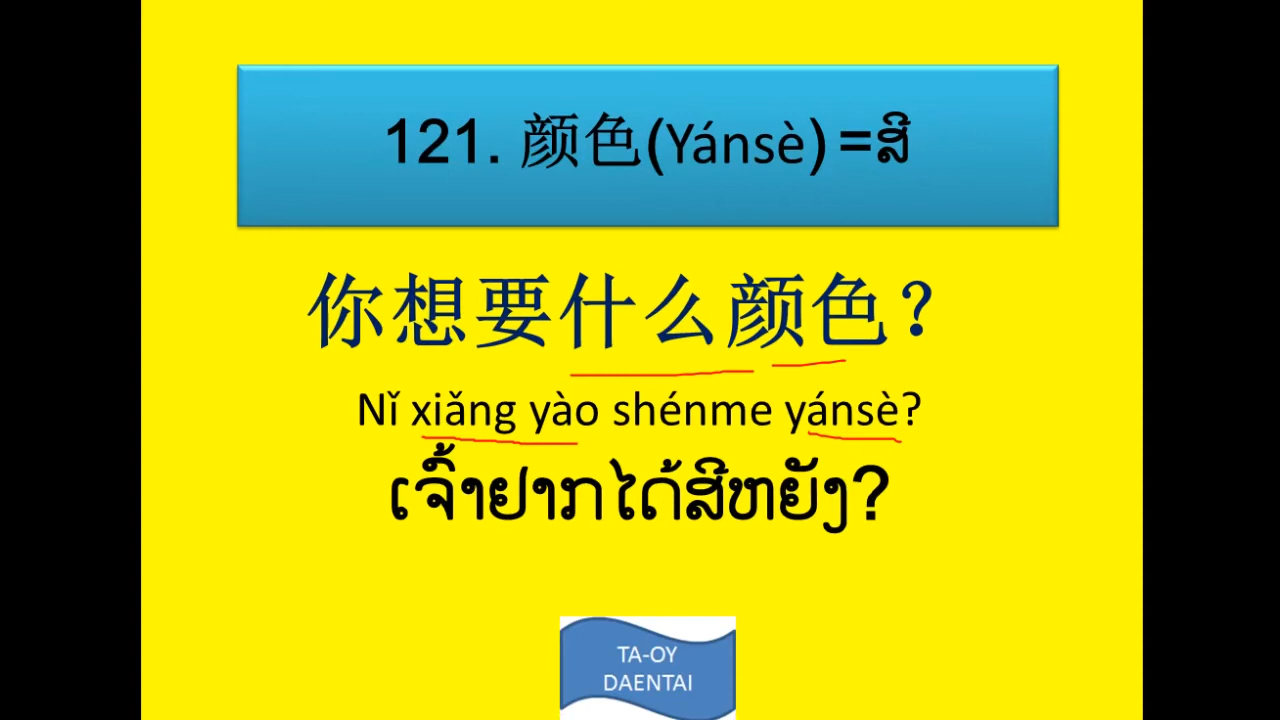 121. 颜色(Yánsè) =ສີ
你想要什么颜色？
Nǐ xiǎng yào shénme yánsè?
ເຈົ້າຢາກໄດ້ສີຫຍັງ?
TA-OY
DAENTAI